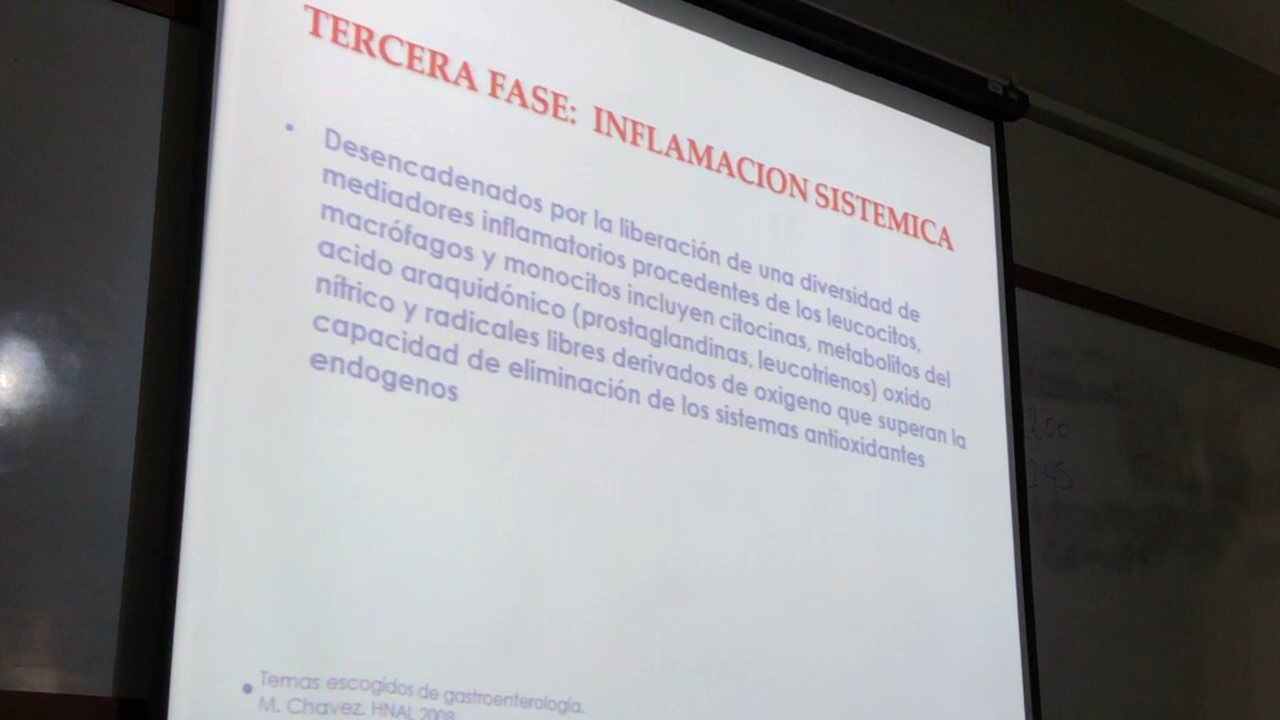 TERCERA FASE: INFLAMACION SISTEMICA
• Desencadenados por la liberación de una diversidad de
mediadores inflamatorios procedentes de los leucocitos,
macrófagos y monocitos incluyen citocinas, metabolitos del
acido araquidónico (prostaglandinas, leucotrienos) oxido
nítrico y radicales libres derivados de oxigeno que superan la
capacidad de eliminación de los sistemas antioxidantes
endogenos
• Temas escogidos de gastroenterología.
M. Chavez. HNAL 2008
200
245